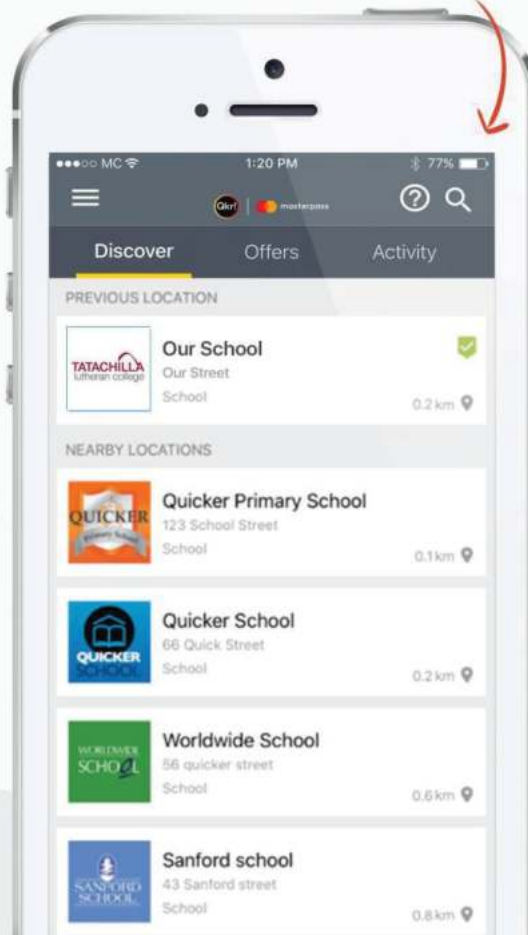 MC 1:20 PM 77%
Qkr! masterpass
Discover Offers Activity
PREVIOUS LOCATION
TATACHILLA
lutheran college
Our School
Our Street
School
0.2 km
NEARBY LOCATIONS
QUICKER
Primary School
Quicker Primary School
123 School Street
School
0.1 km
QUICKER
SCHOOL
Quicker School
66 Quick Street
School
0.2 km
WORLDWIDE
SCHOOL
Worldwide School
56 quicker street
School
0.6 km
SANFORD
SCHOOL
Sanford school
43 Sanford street
School
0.8 km